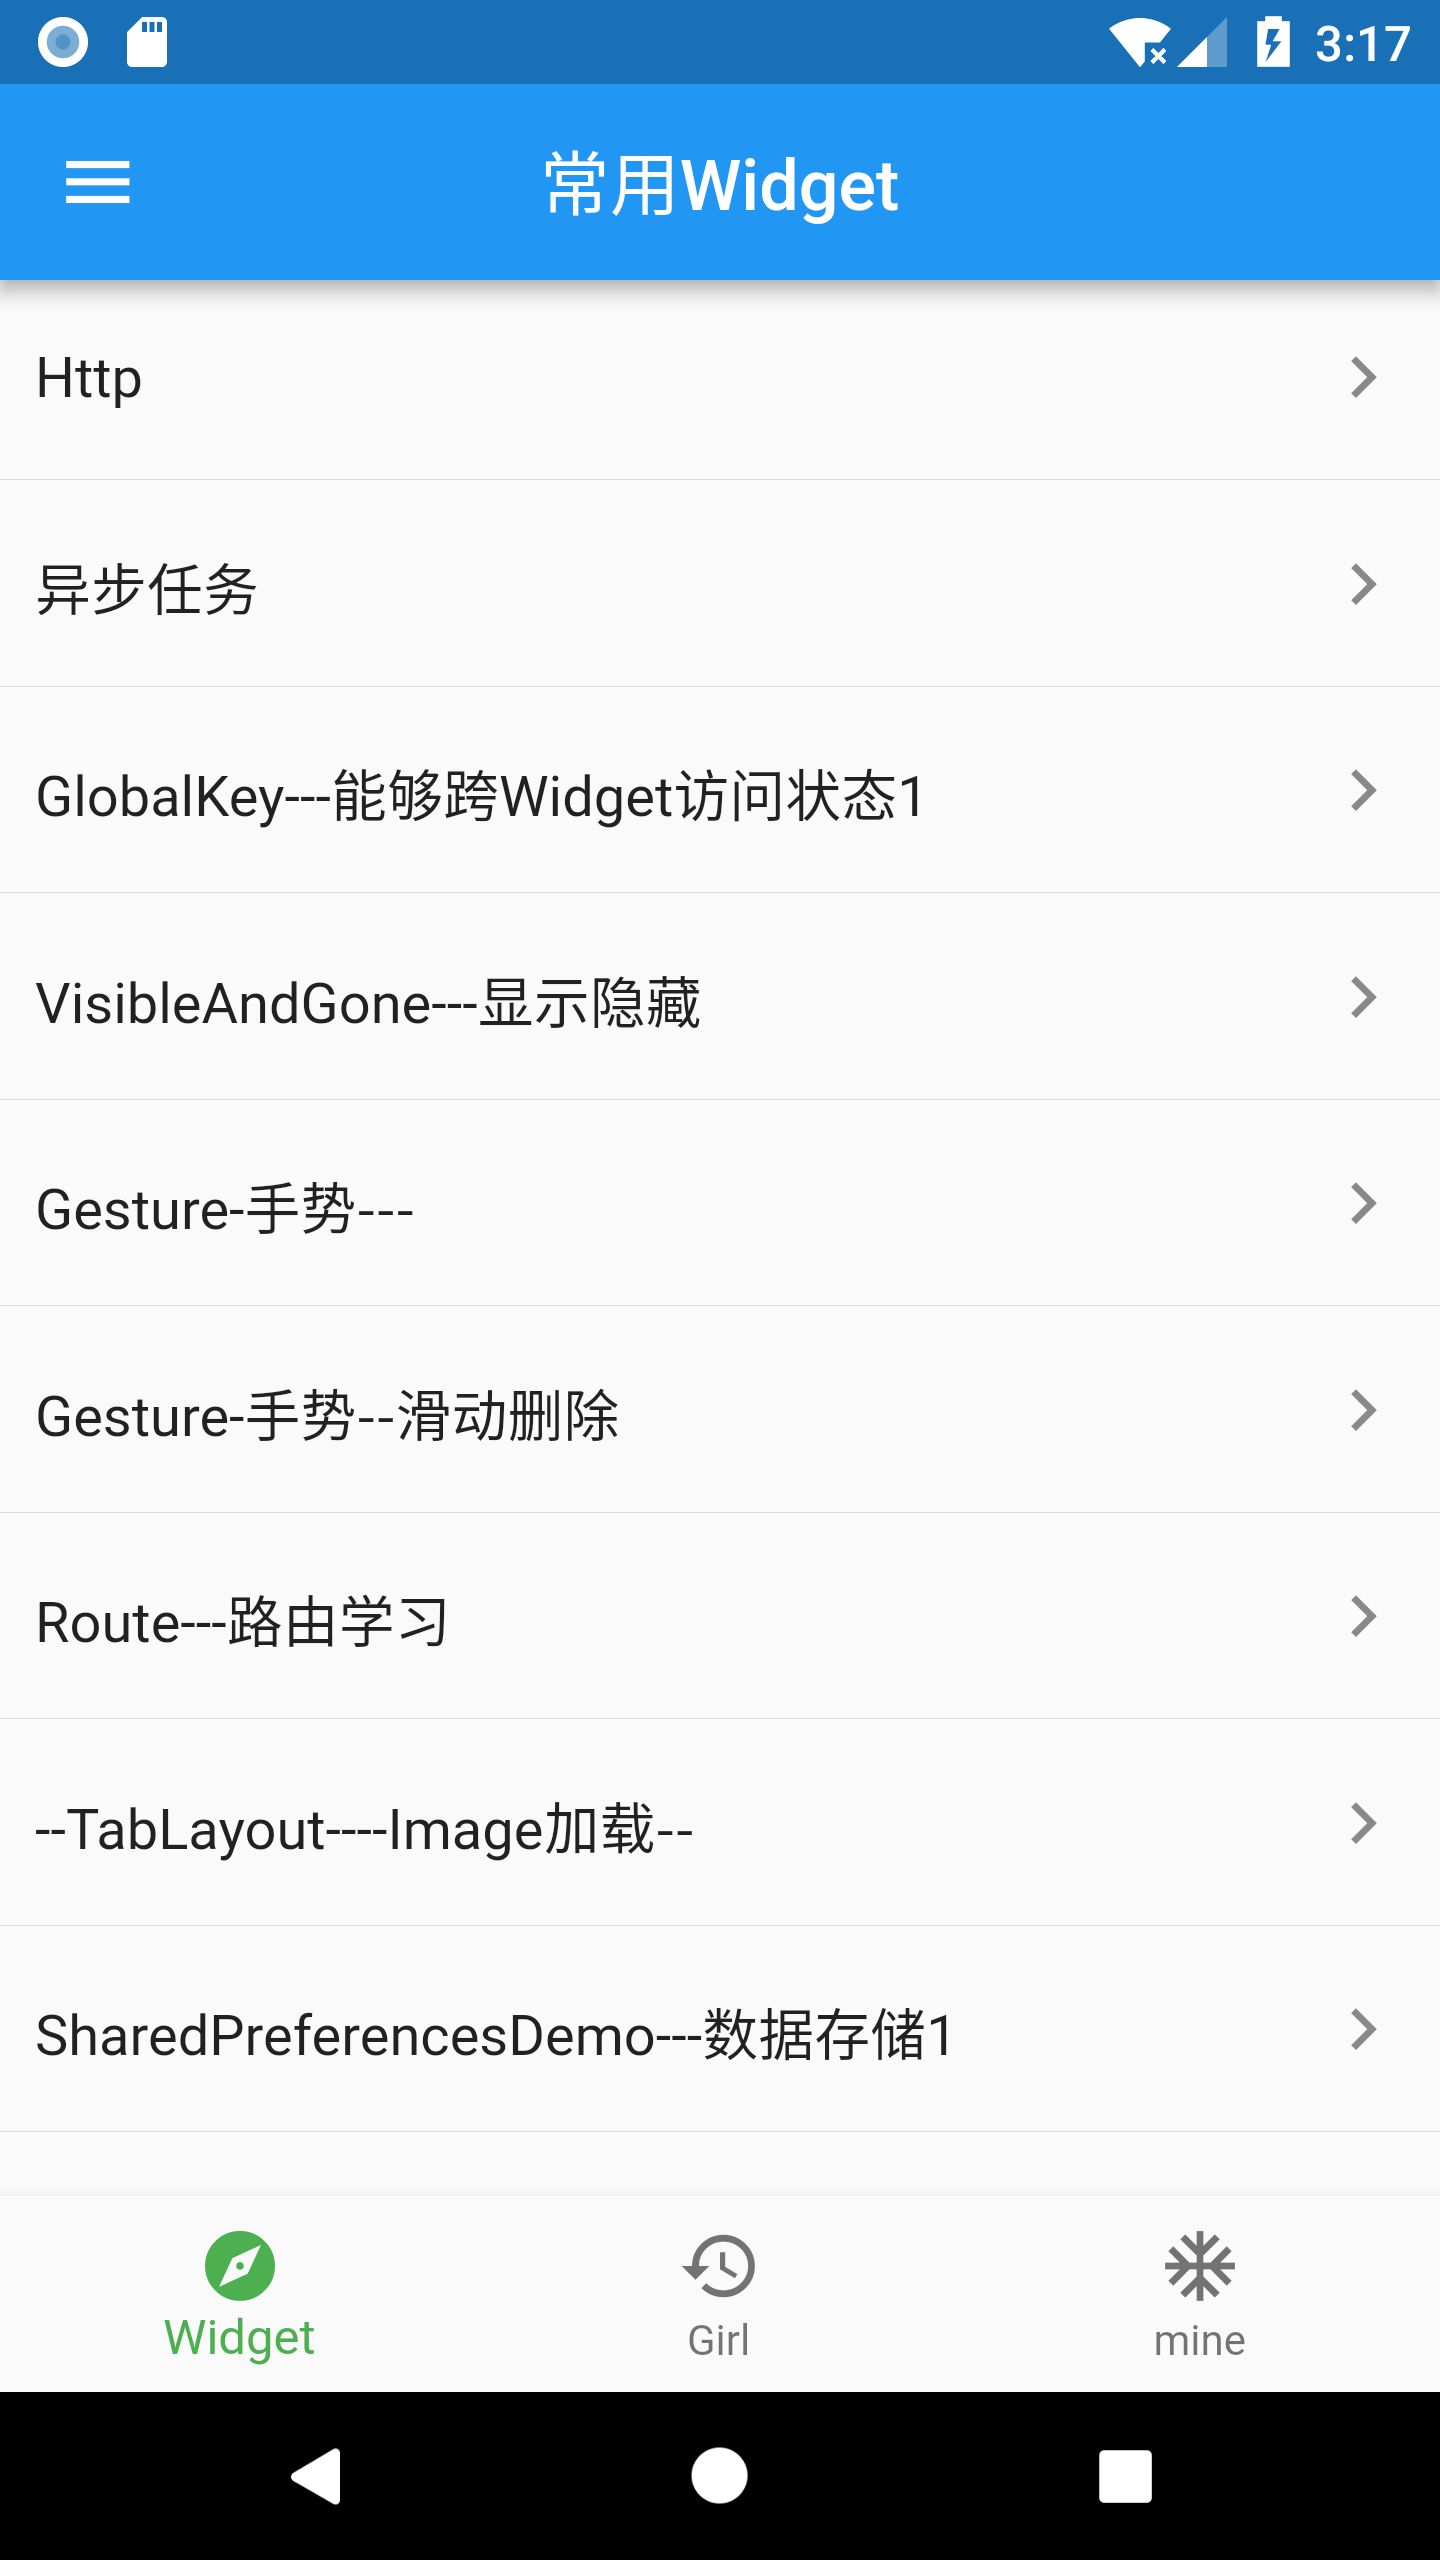 3:17
常用Widget
Http
异步任务
GlobalKey---能够跨Widget访问状态1
VisibleAndGone---显示隐藏
Gesture-手势---
Gesture-手势--滑动删除
Route---路由学习
--TabLayout----Image加载--
SharedPreferencesDemo---数据存储1
Widget
Girl
mine